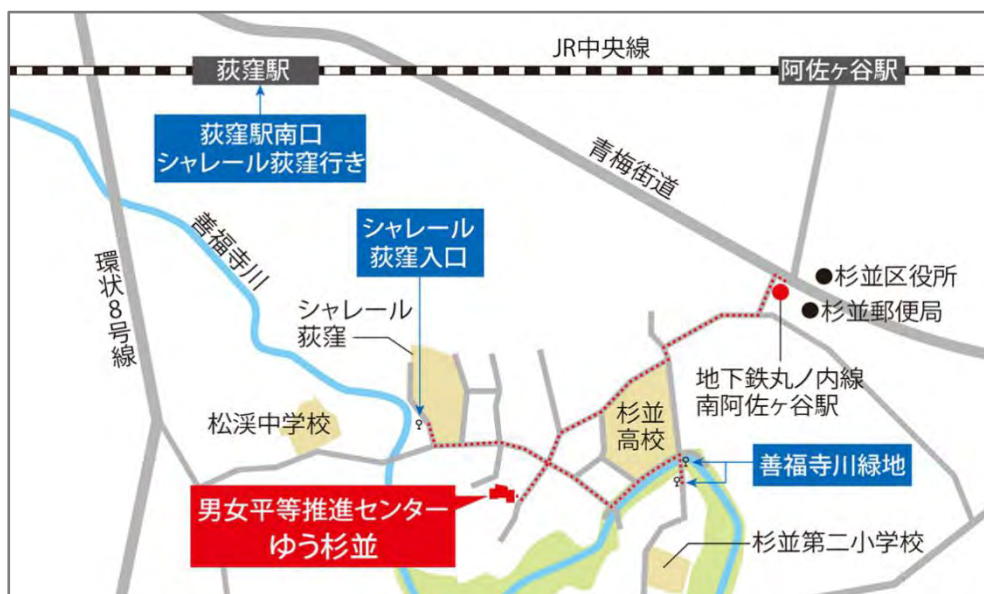 JR中央線
荻窪駅
阿佐ヶ谷駅
荻窪駅南口
シャレール荻窪行き
青梅街道
善福寺川
シャレール
荻窪入口
環状8号線
杉並区役所
杉並郵便局
シャレール
荻窪
地下鉄丸ノ内線
南阿佐ヶ谷駅
松渓中学校
杉並
高校
善福寺川緑地
男女平等推進センター
ゆう杉並
杉並第二小学校